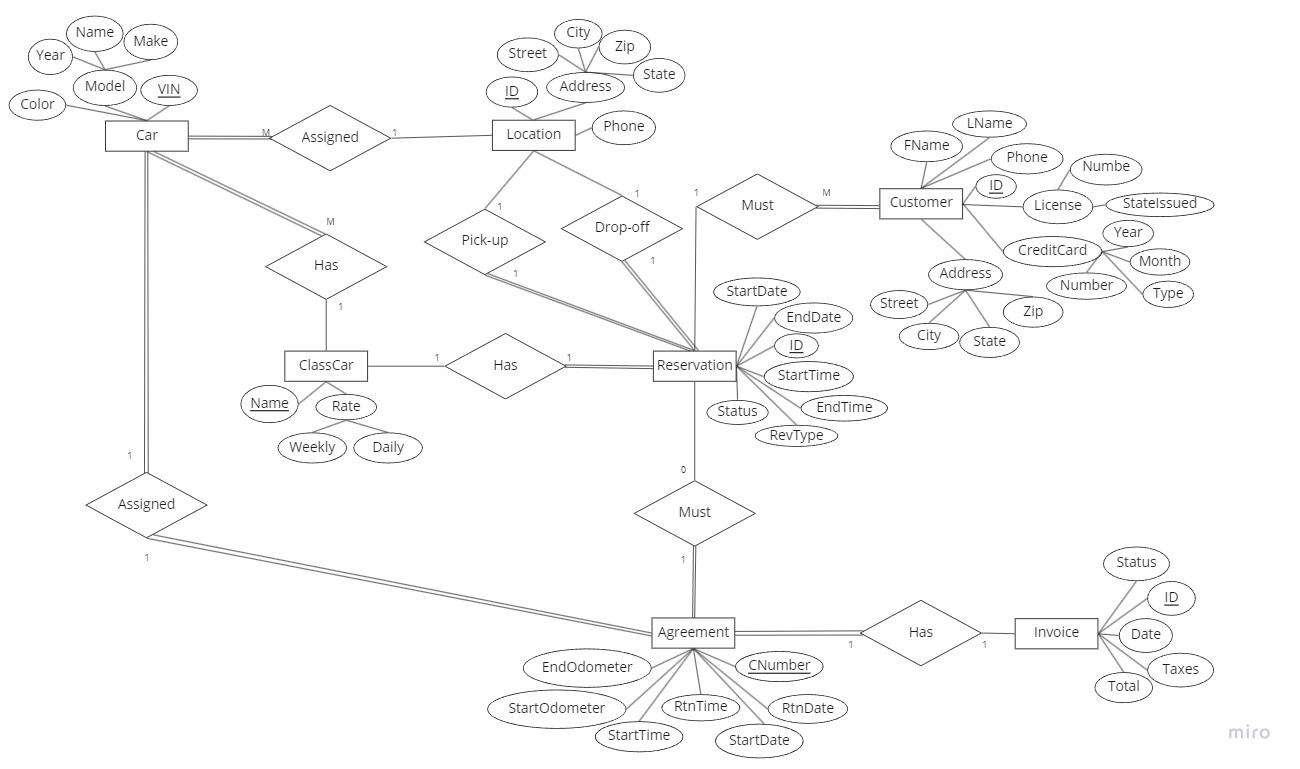 Name
Make
Year
Model
VIN
Color
Car
M
Assigned
1
City
Zip
Street
State
Address
ID
Phone
Location
LName
FName
Phone
ID
Numbe
License
StateIssued
Customer
M
Must
1
CreditCard
Year
Month
Number
Type
Address
Street
Zip
City
State
1
Pick-up
1
1
Drop-off
1
M
Has
1
ClassCar
1
Has
1
Reservation
Name
Rate
Weekly
Daily
StartDate
EndDate
ID
StartTime
EndTime
Status
RevType
1
Assigned
1
0
Must
1
Agreement
1
Has
1
Invoice
Status
ID
Date
Taxes
Total
EndOdometer
CNumber
StartOdometer
RtnTime
RtnDate
StartTime
StartDate
miro